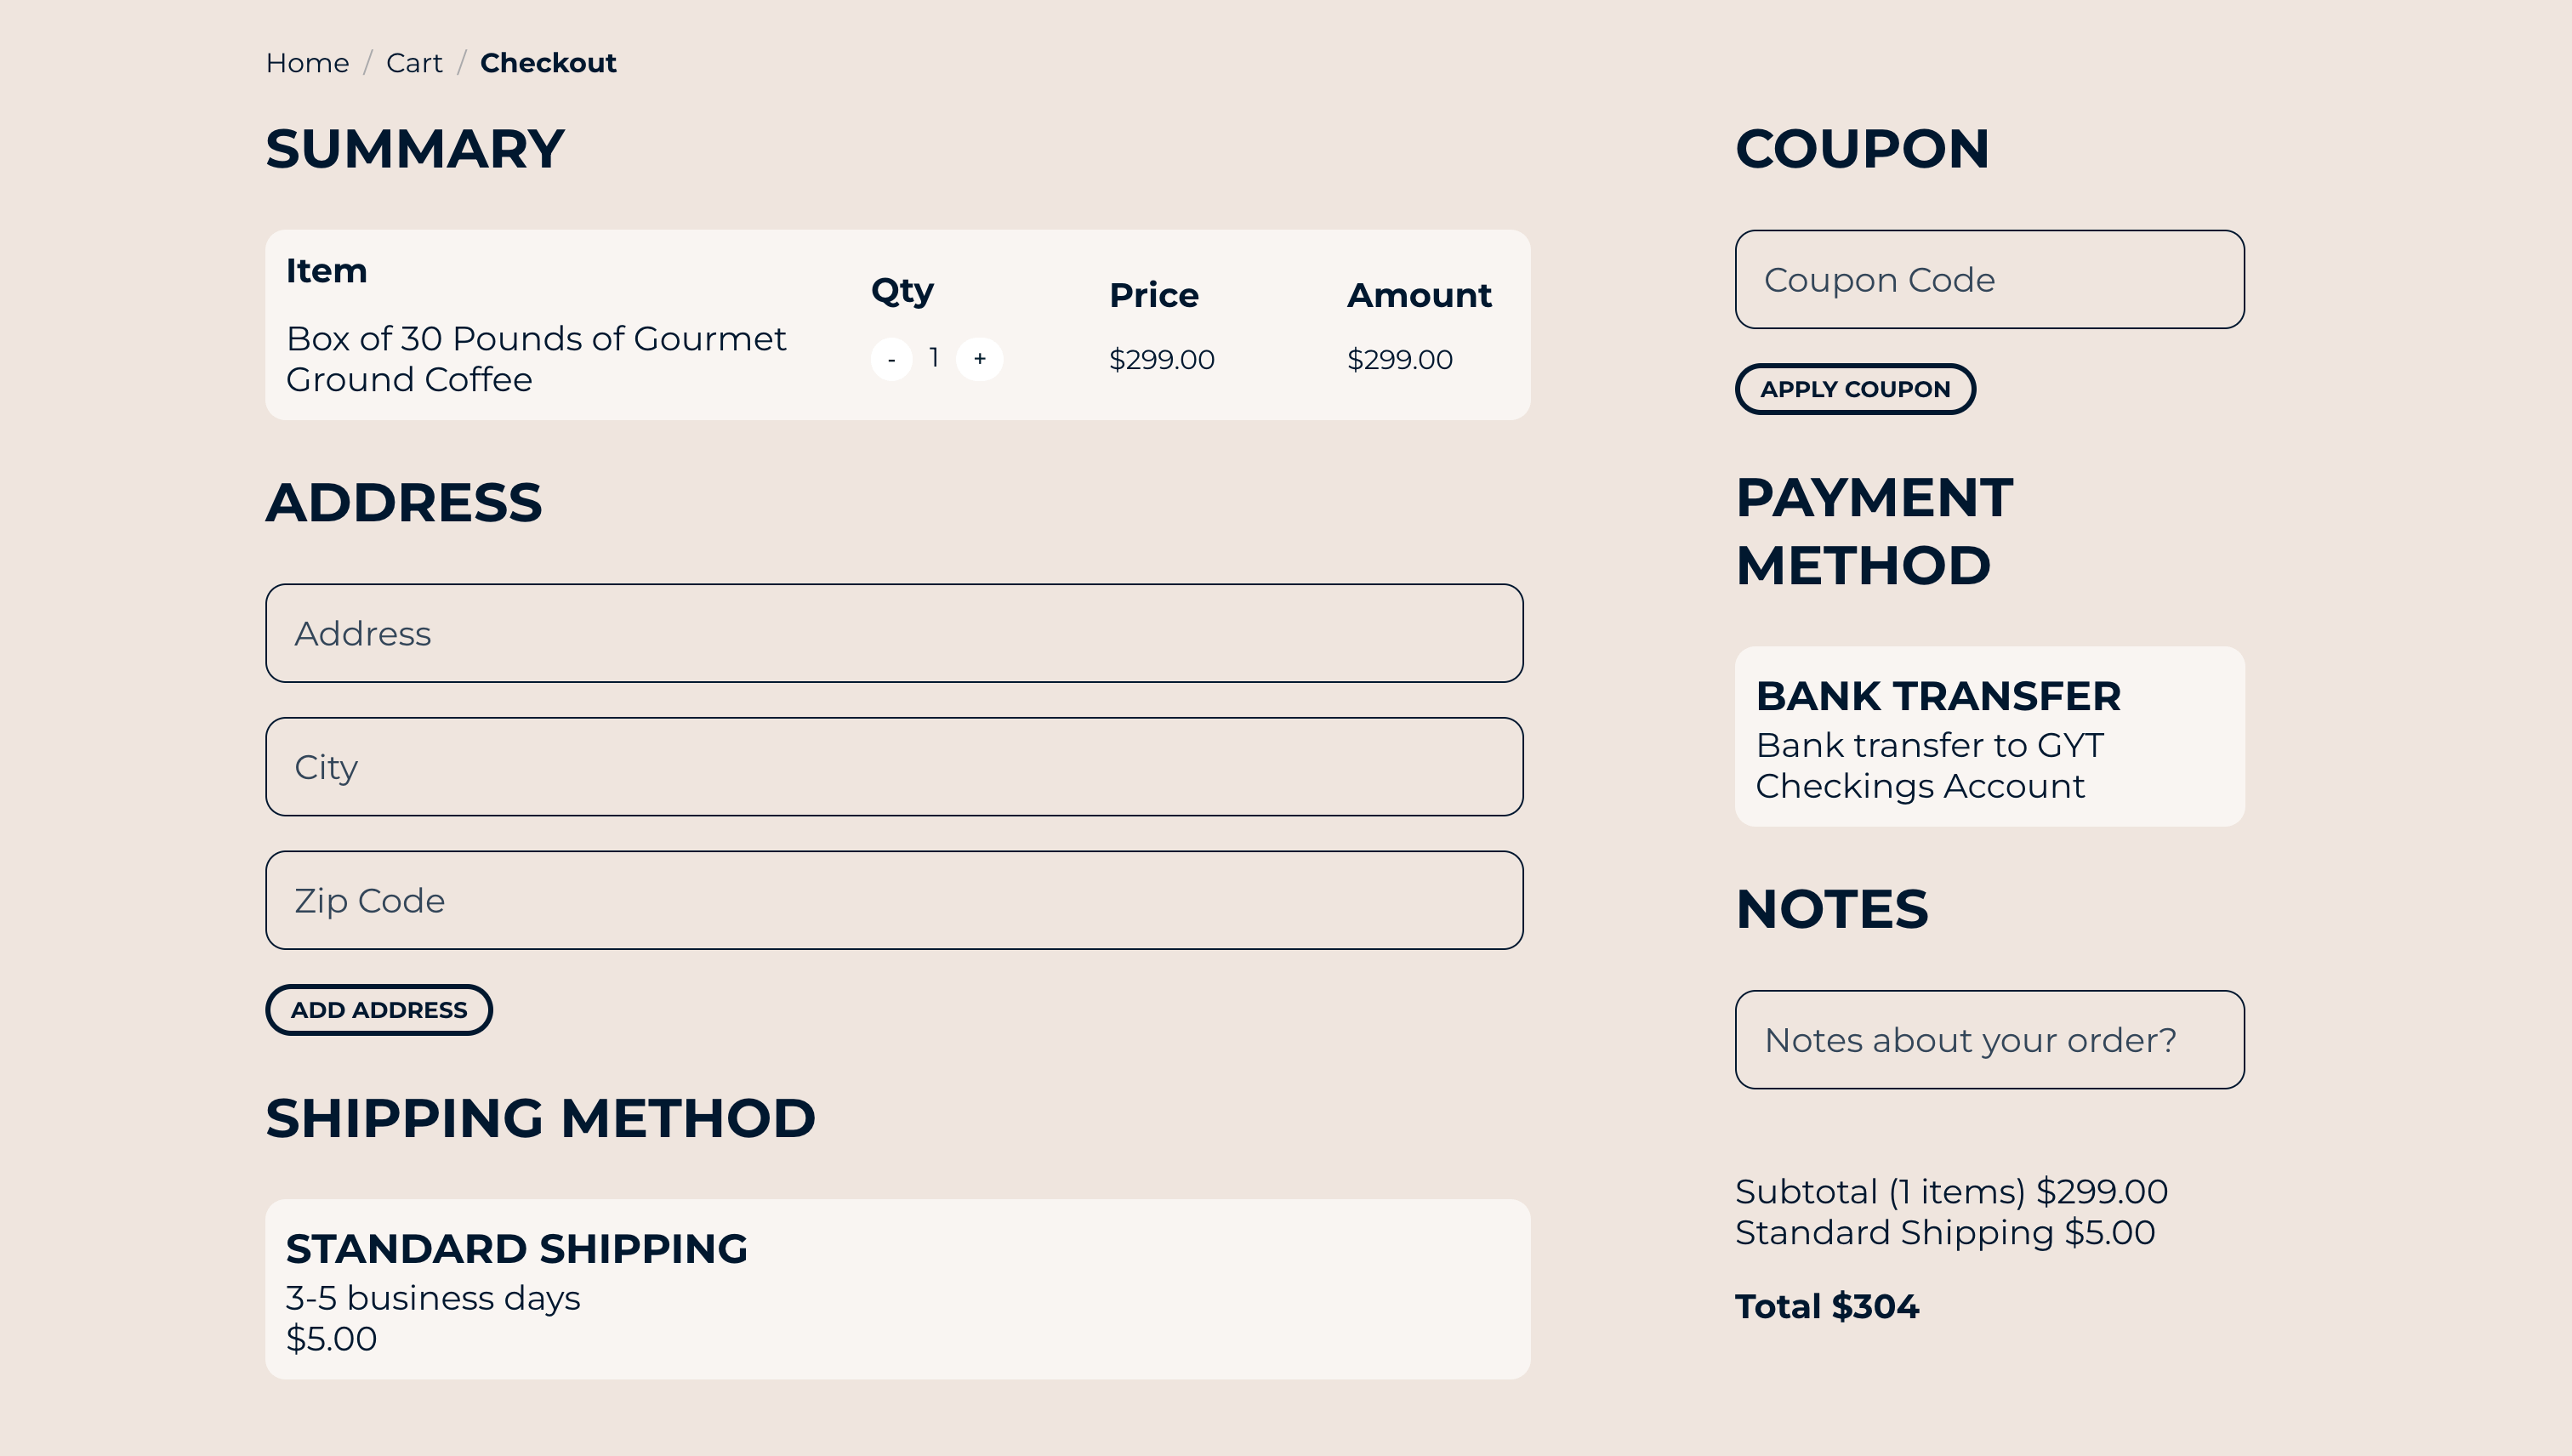 Home / Cart / Checkout
SUMMARY
Item
Qty
Price
Amount
Box of 30 Pounds of Gourmet
Ground Coffee
- 1 +
$299.00
$299.00
ADDRESS
Address
City
Zip Code
ADD ADDRESS
SHIPPING METHOD
STANDARD SHIPPING
3-5 business days
$5.00
COUPON
Coupon Code
APPLY COUPON
PAYMENT
METHOD
BANK TRANSFER
Bank transfer to GYT
Checkings Account
NOTES
Notes about your order?
Subtotal (1 items) $299.00
Standard Shipping $5.00
Total $304